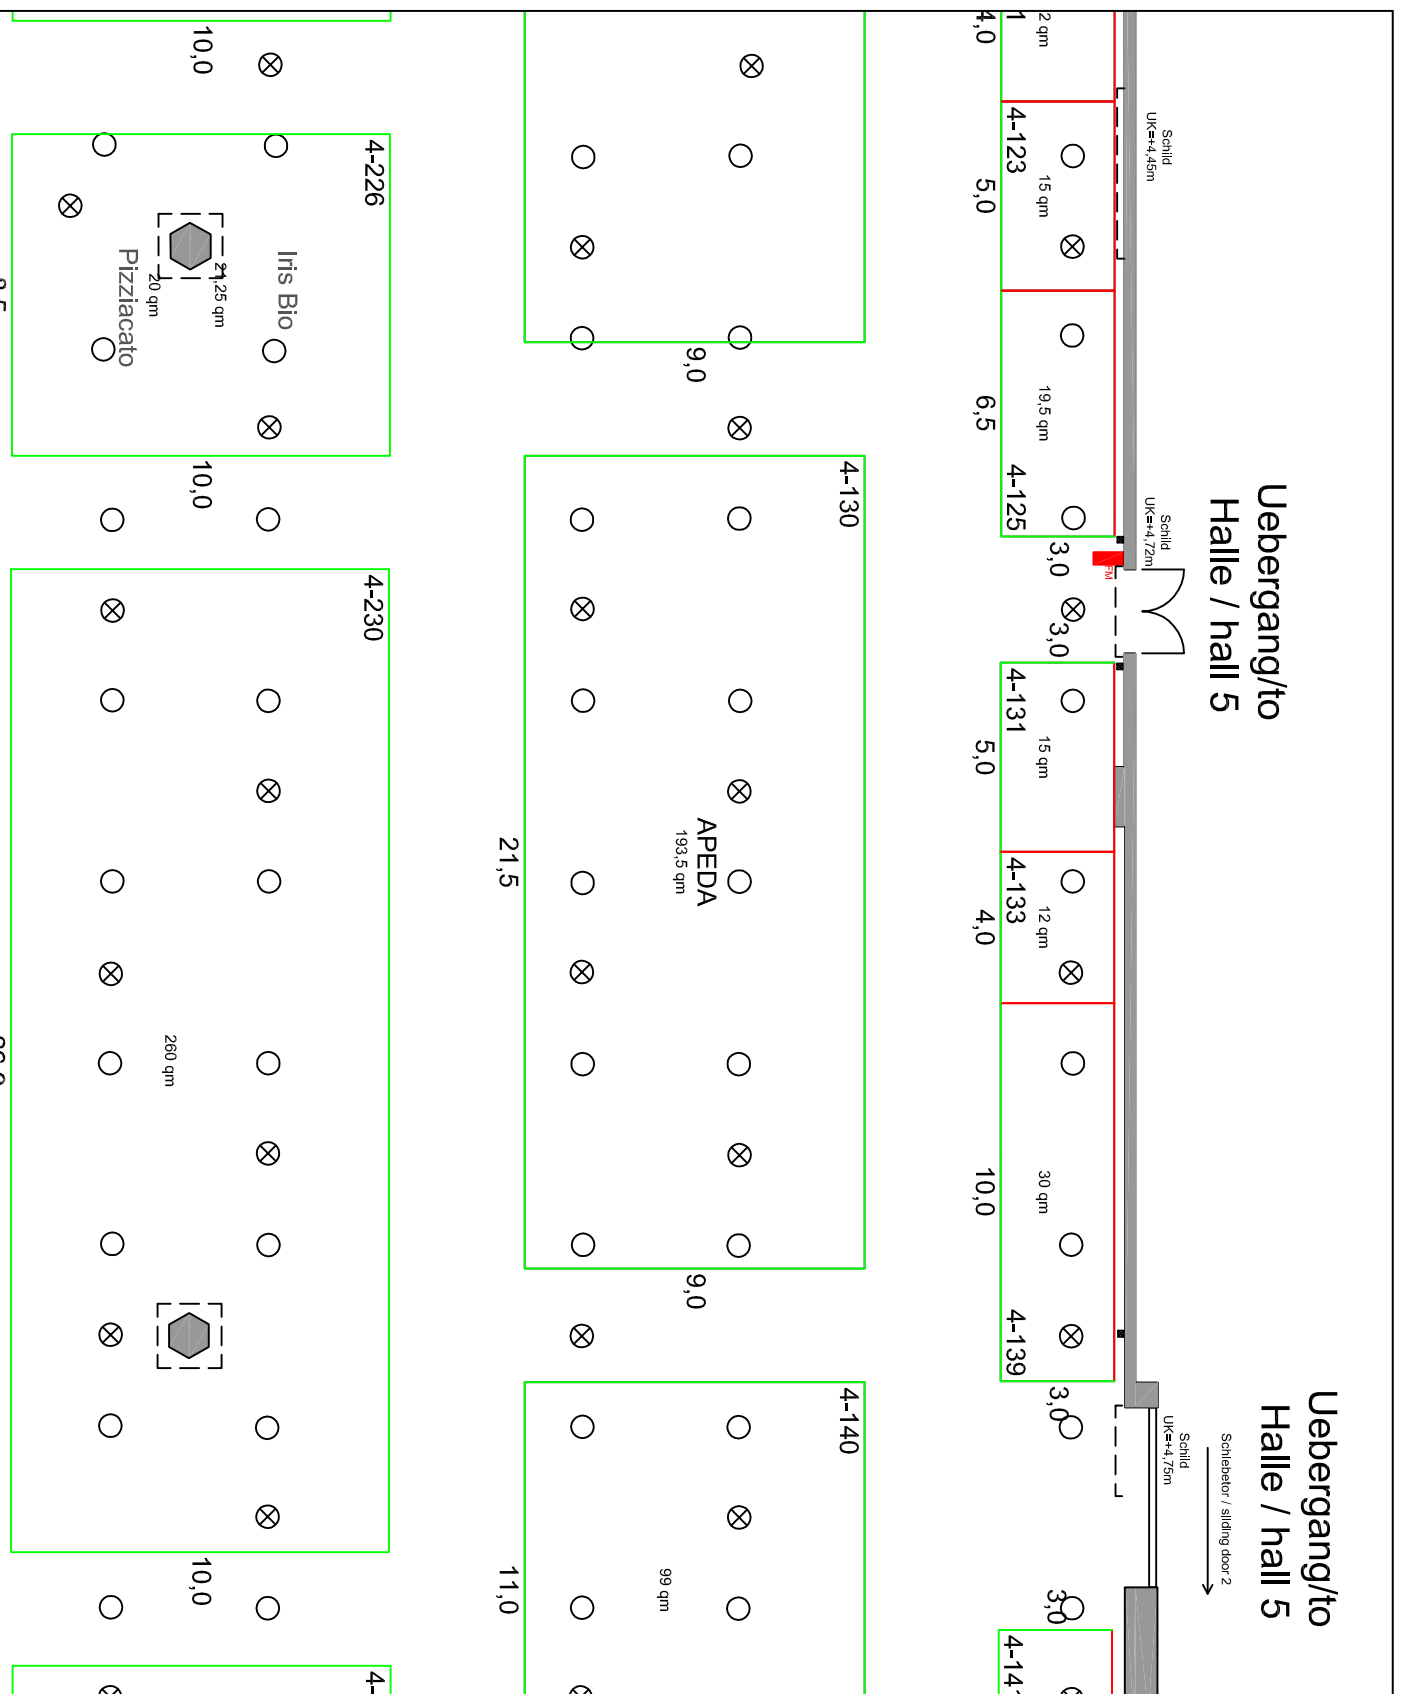 Uebergang/to
Halle / hall 5
Uebergang/to
Halle / hall 5
Schild
UK=+4,45m
Schild
UK=+4,72m
Schild
UK=+4,75m
Schiebetor / sliding door 2
FM
1
2 qm
4,0
4-123
15 qm
5,0
19,5 qm
6,5
4-125
3,0
3,0
4-131
15 qm
5,0
4-133
12 qm
4,0
30 qm
10,0
4-139
3,0
3,0
4-141
9,0
4-130
APEDA
193,5 qm
21,5
9,0
4-140
99 qm
11,0
10,0
4-226
Iris Bio
21,25 qm
20 qm
Pizziacato
10,0
4-230
260 qm
10,0
4-